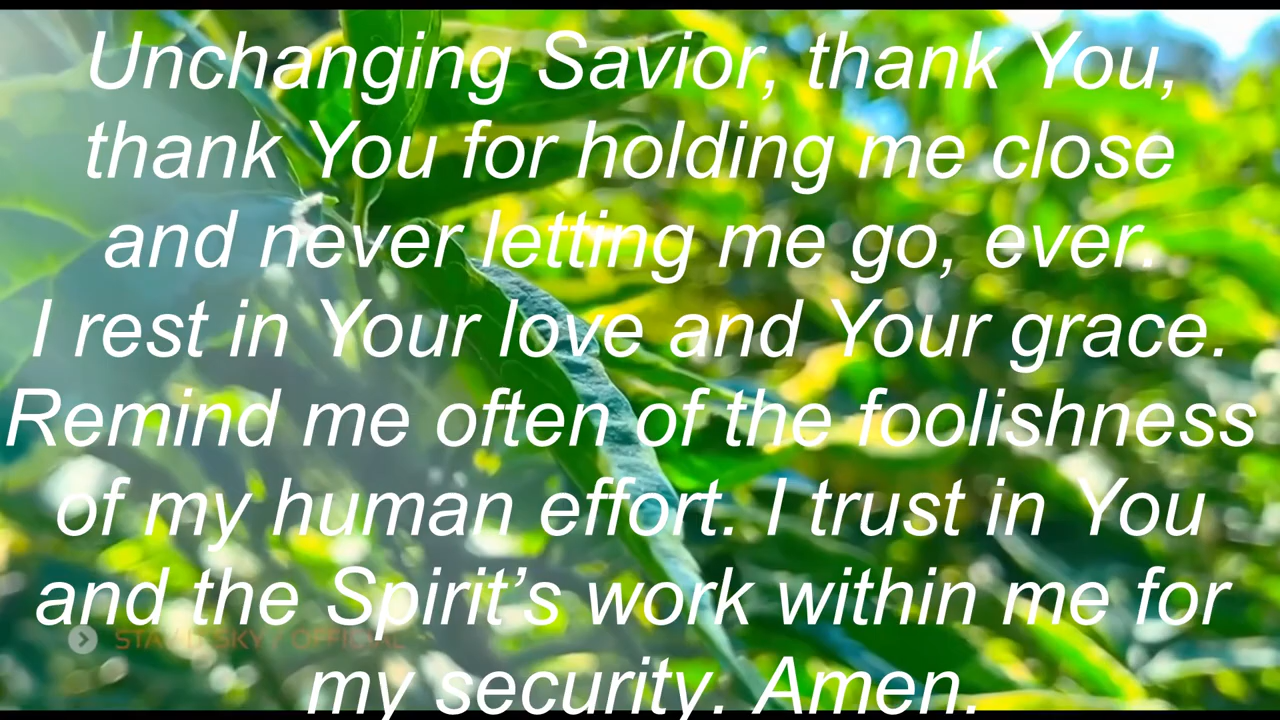 Unchanging Savior, thank You,
thank You for holding me close
and never letting me go, ever.
I rest in Your love and Your grace.
Remind me often of the foolishness
of my human effort. I trust in You
and the Spirit’s work within me for
my security. Amen.